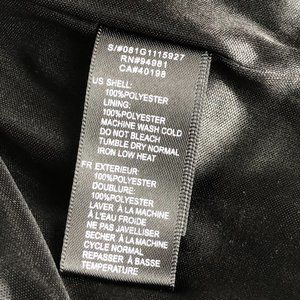 S/#081G1115927
RN#94981
CA#40198
US SHELL:
100%POLYESTER
LINING:
100%POLYESTER
MACHINE WASH COLD
DO NOT BLEACH
TUMBLE DRY NORMAL
IRON LOW HEAT
FR EXTERIEUR:
100%POLYESTER
DOUBLURE:
100%POLYESTER
LAVER À LA MACHINE
À L'EAU FROIDE
NE PAS JAVELLISER
SECHER À LA MACHINE
CYCLE NORMAL
REPASSER À BASSE
TEMPERATURE